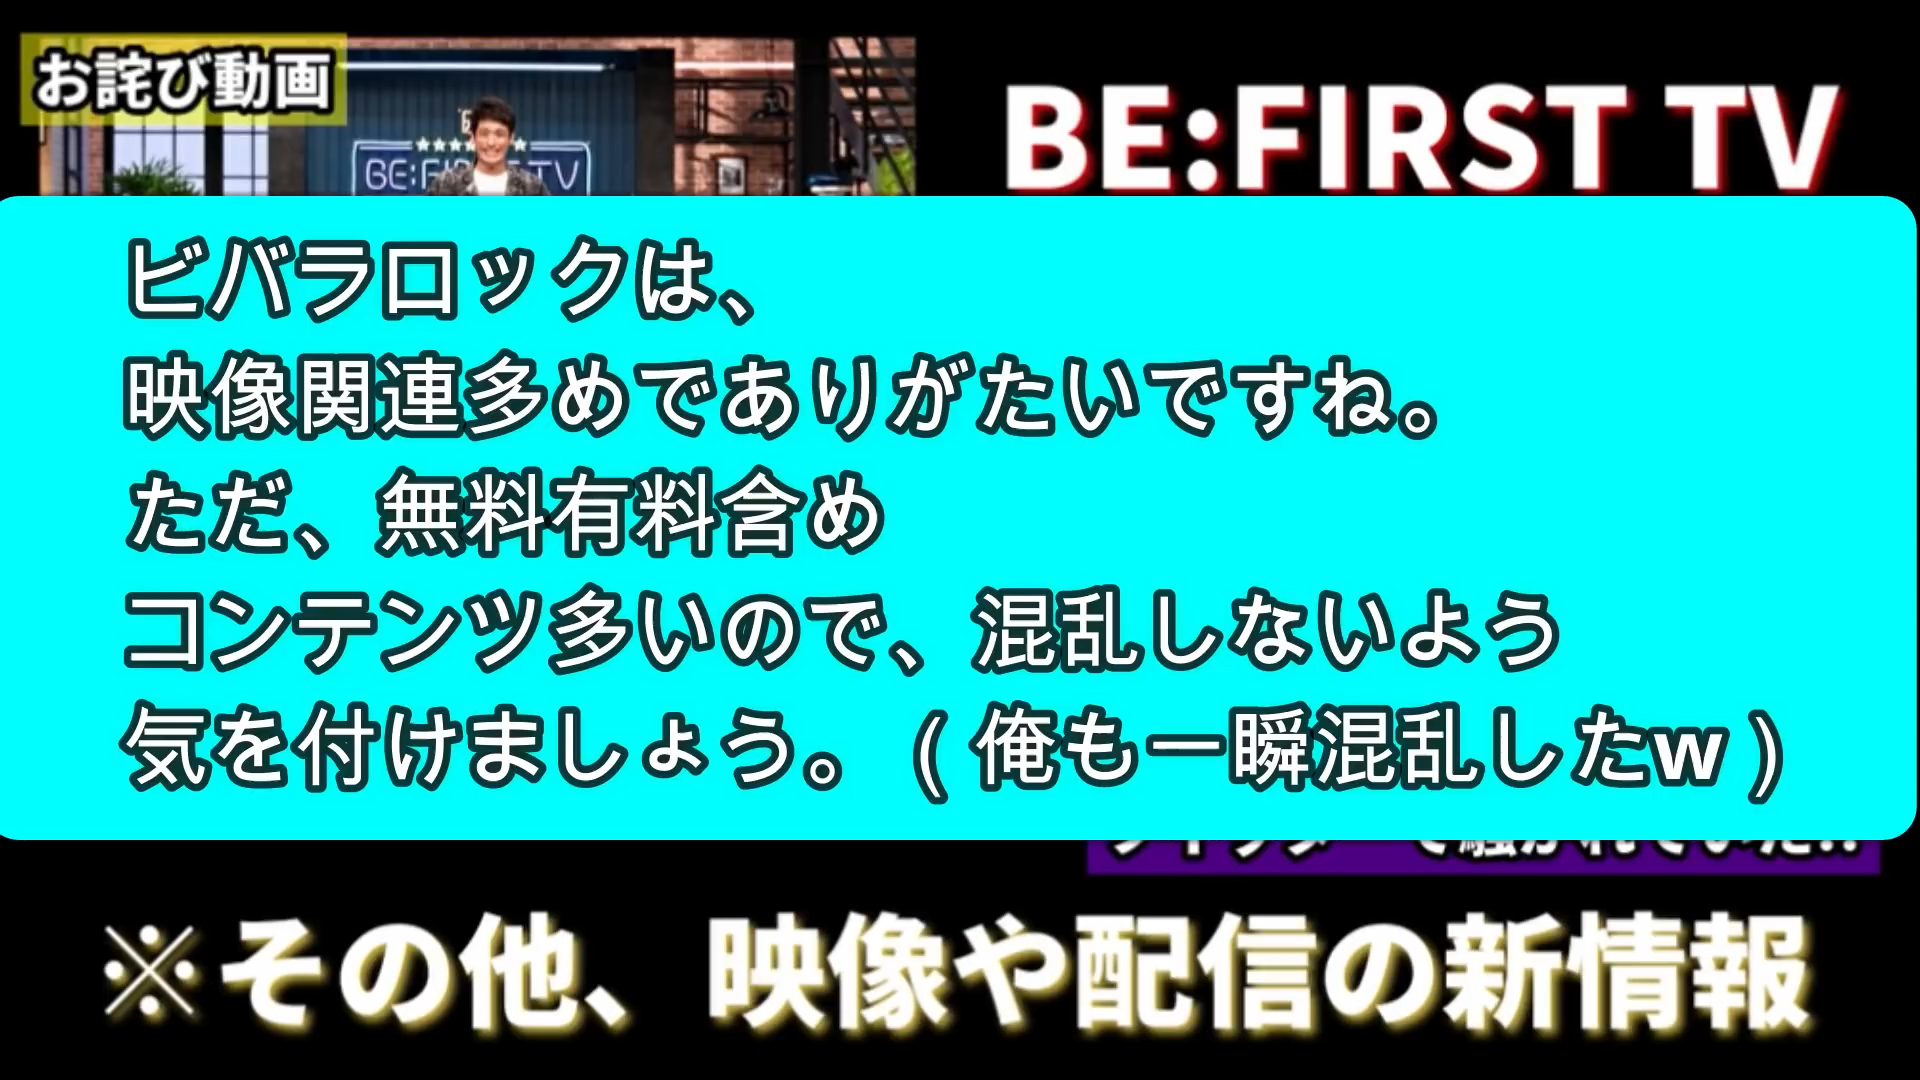 お詫び動画
BE:FIRST TV
ビバラロックは、
映像関連多めでありがたいですね。
ただ、無料有料含め
コンテンツ多いので、混乱しないよう
気を付けましょう。（俺も一瞬混乱したw）
※その他、映像や配信の新情報